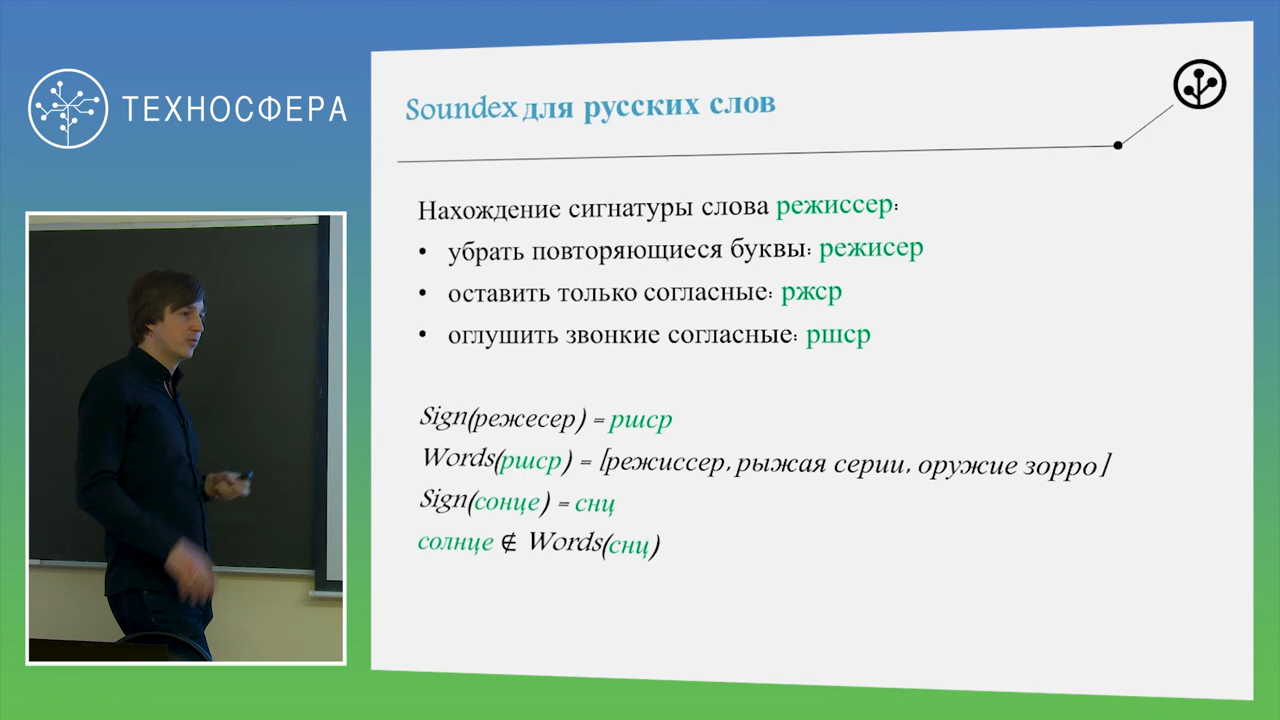 ТЕХНОСФЕРА
Soundex для русских слов
Нахождение сигнатуры слова режиссер:
• убрать повторяющиеся буквы: режисер
• оставить только согласные: ржср
• оглушить звонкие согласные: ршср
Sign(режесер) = ршср
Words(ршср) = [режиссер, рыжая серии, оружие зорро]
Sign(сонце) = снц
солнце ∉ Words(снц)